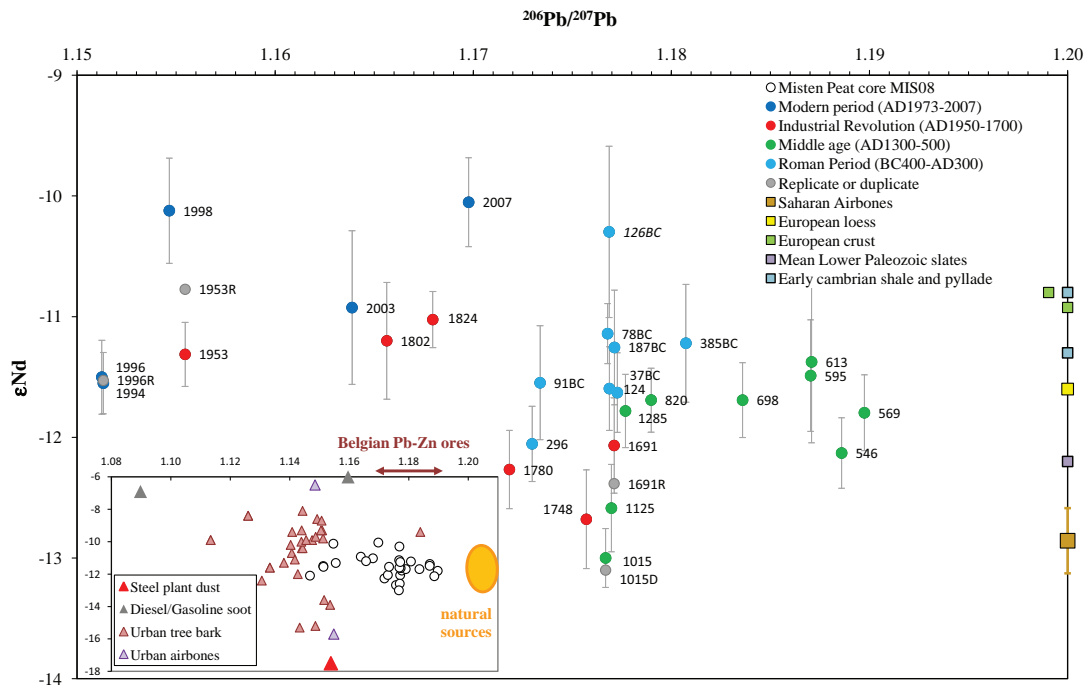 ²⁰⁶Pb/²⁰⁷Pb
1.15 1.16 1.17 1.18 1.19 1.20
εNd
-9
-10
-11
-12
-13
-14
Misten Peat core MIS08
Modern period (AD1973-2007)
Industrial Revolution (AD1950-1700)
Middle age (AD1300-500)
Roman Period (BC400-AD300)
Replicate or duplicate
Saharan Airbones
European loess
European crust
Mean Lower Paleozoic slates
Early cambrian shale and pyllade
1998
2007
126BC
1953R
2003
1824
1802
1953
78BC
187BC
385BC
613
595
1996
1996R
1994
91BC
37BC
124
820
698
1285
569
296
1691
546
1780
1691R
1748
1125
1015
1015D
Belgian Pb-Zn ores
1.08 1.10 1.12 1.14 1.16 1.18 1.20
-6
-8
-10
-12
-14
-16
-18
natural
sources
Steel plant dust
Diesel/Gasoline soot
Urban tree bark
Urban airbones